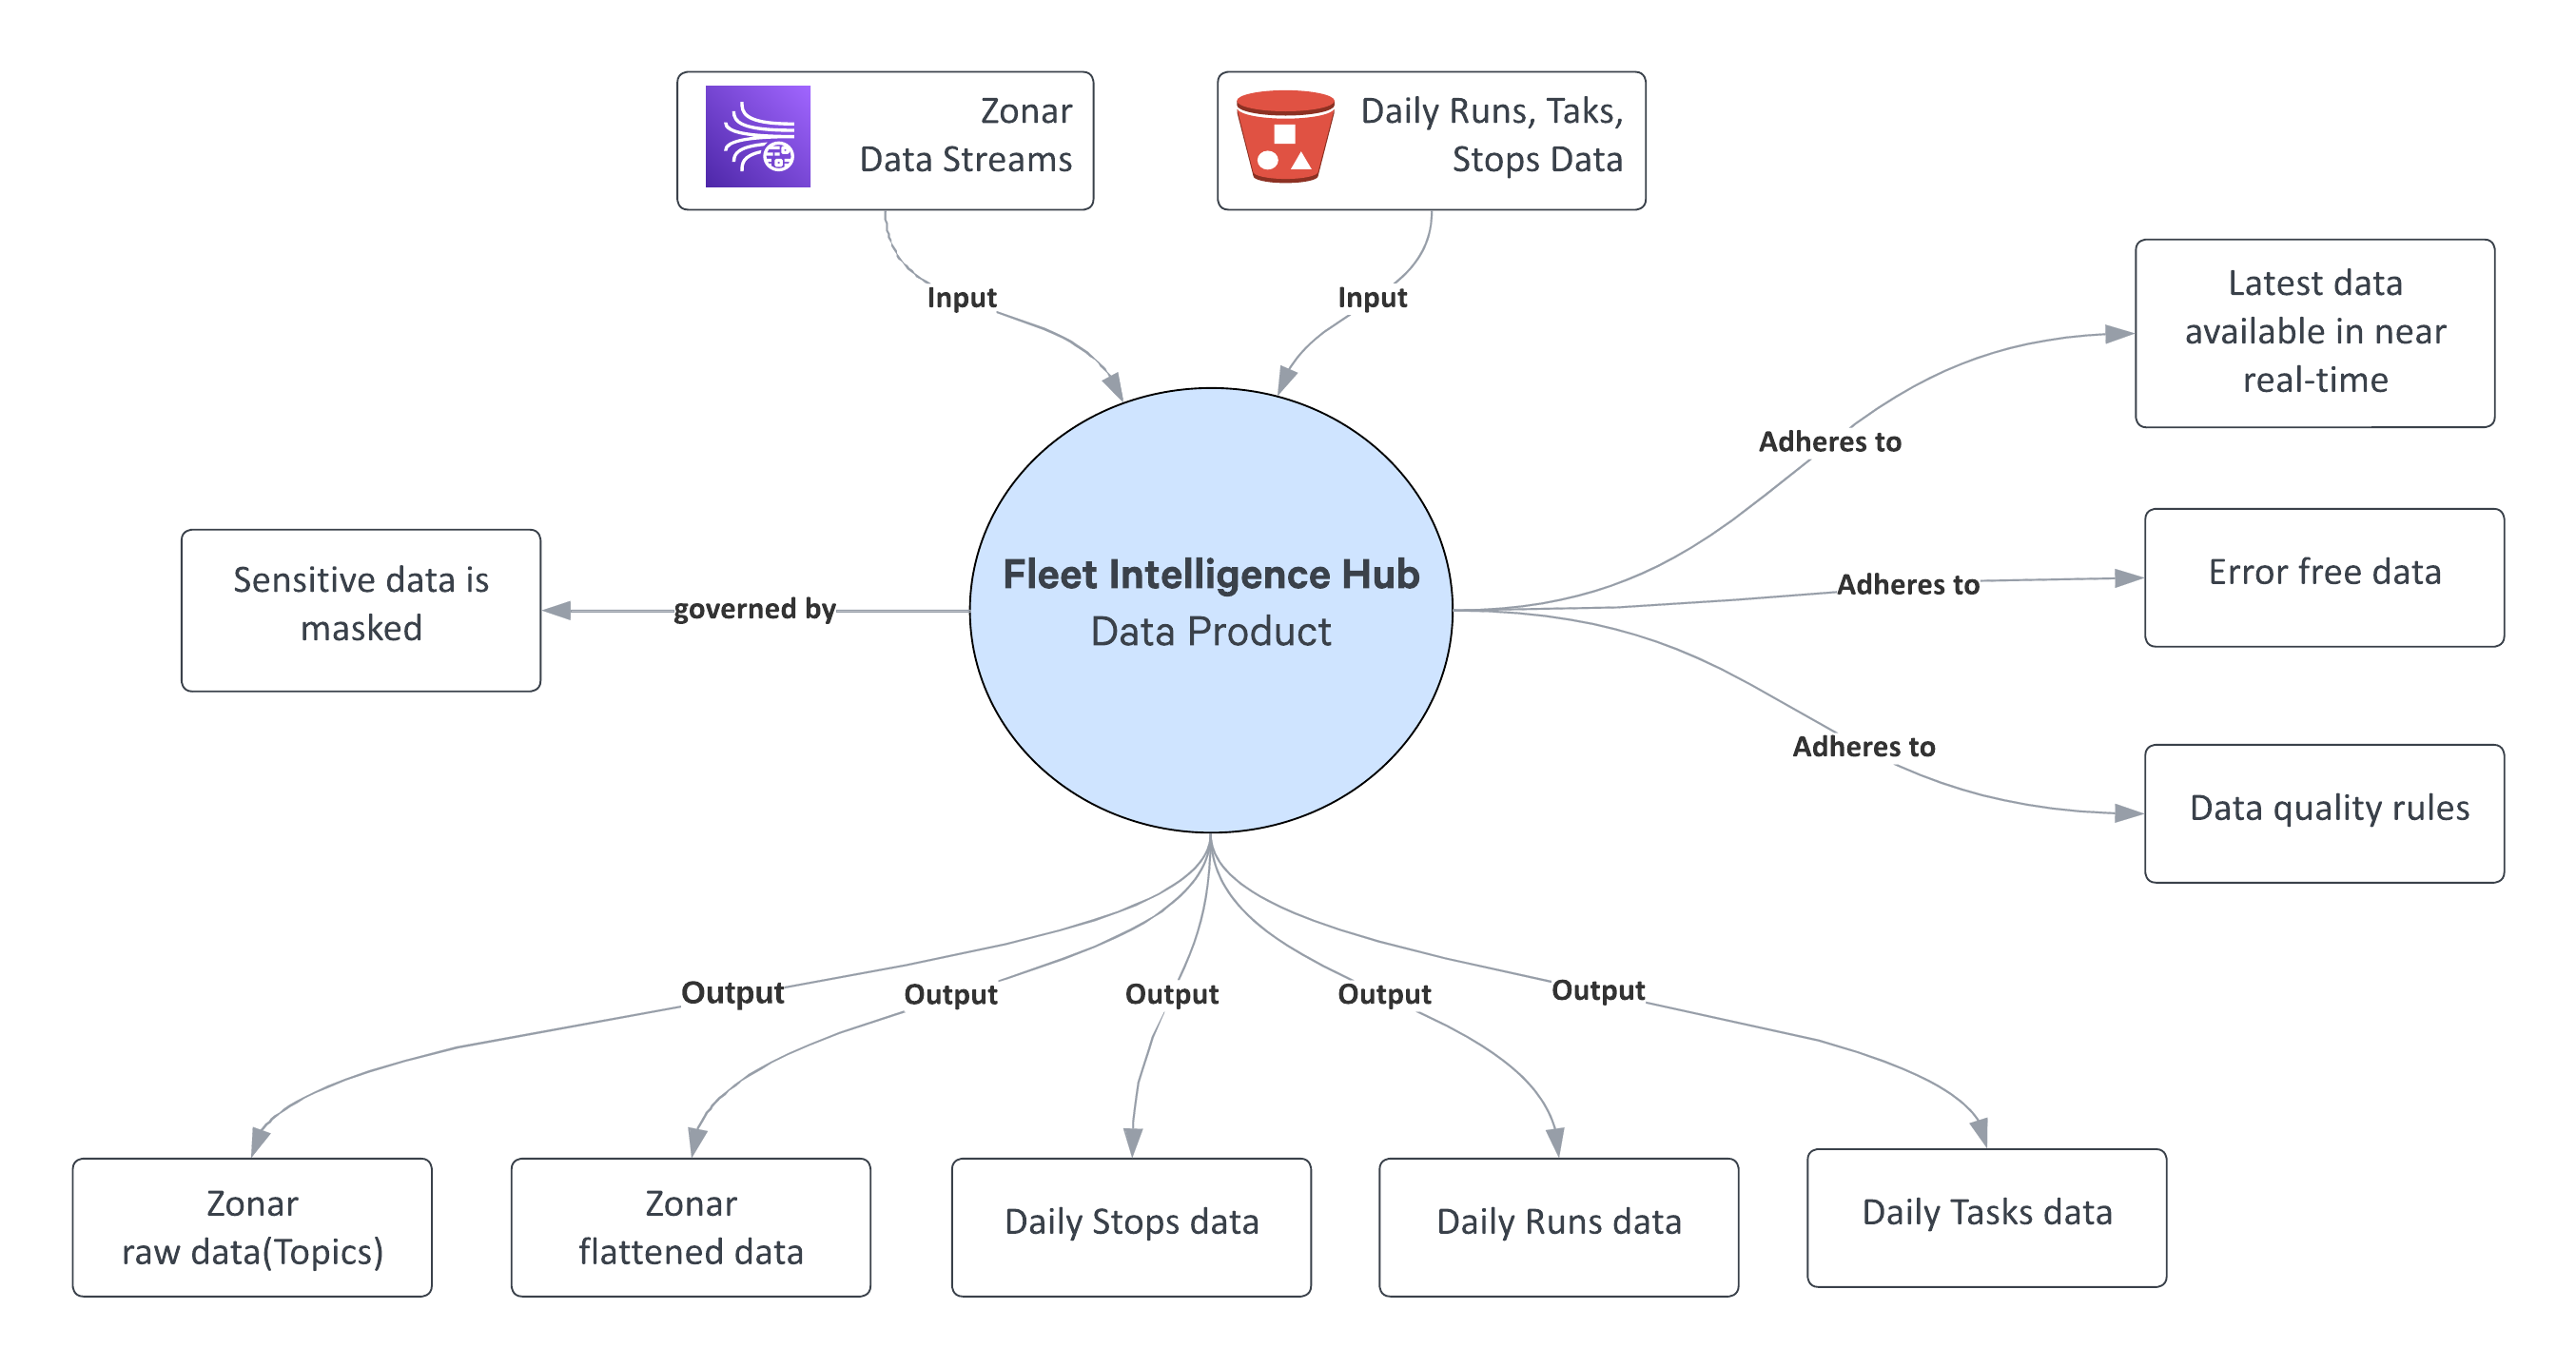 Zonar
Data Streams
Daily Runs, Taks,
Stops Data
Input
Input
Latest data
available in near
real-time
Adheres to
Sensitive data is
masked
governed by
Fleet Intelligence Hub
Data Product
Adheres to
Error free data
Adheres to
Data quality rules
Output
Output
Output
Output
Output
Zonar
raw data(Topics)
Zonar
flattened data
Daily Stops data
Daily Runs data
Daily Tasks data